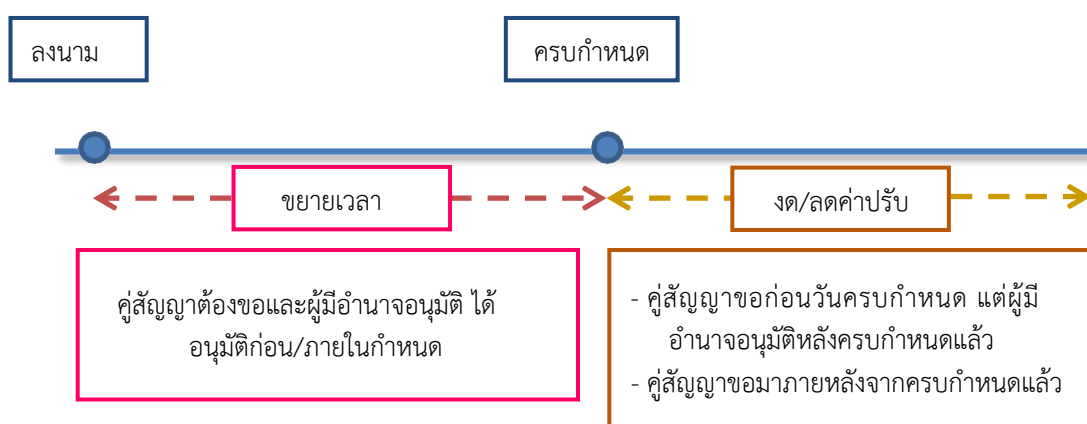 ลงนาม
ครบกำหนด
ขยายเวลา
งด/ลดค่าปรับ
คู่สัญญาต้องขอและผู้มีอำนาจอนุมัติ ได้
อนุมัติก่อน/ภายในกำหนด
- คู่สัญญาขอก่อนวันครบกำหนด แต่ผู้มี
อำนาจอนุมัติหลังครบกำหนดแล้ว
- คู่สัญญาขอมาภายหลังจากครบกำหนดแล้ว